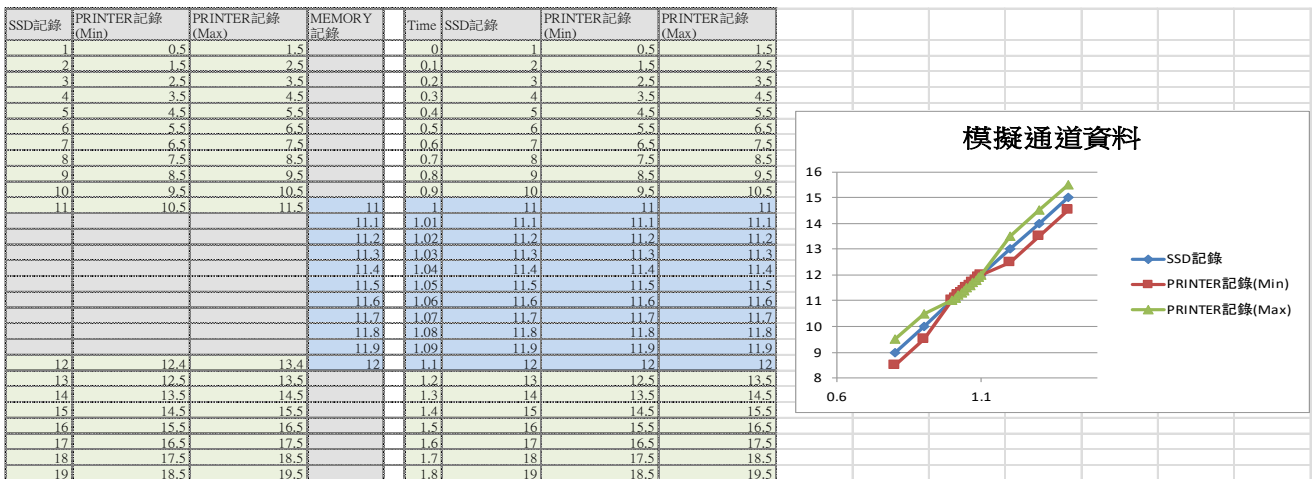 SSD記錄 PRINTER記錄(Min) PRINTER記錄(Max) MEMORY記錄 Time SSD記錄 PRINTER記錄(Min) PRINTER記錄(Max)
1 0.5 1.5 0 1 0.5 1.5
2 1.5 2.5 0.1 2 1.5 2.5
3 2.5 3.5 0.2 3 2.5 3.5
4 3.5 4.5 0.3 4 3.5 4.5
5 4.5 5.5 0.4 5 4.5 5.5
6 5.5 6.5 0.5 6 5.5 6.5
7 6.5 7.5 0.6 7 6.5 7.5
8 7.5 8.5 0.7 8 7.5 8.5
9 8.5 9.5 0.8 9 8.5 9.5
10 9.5 10.5 0.9 10 9.5 10.5
11 10.5 11.5 11 1 11 11 11
11.1 1.01 11.1 11.1 11.1
11.2 1.02 11.2 11.2 11.2
11.3 1.03 11.3 11.3 11.3
11.4 1.04 11.4 11.4 11.4
11.5 1.05 11.5 11.5 11.5
11.6 1.06 11.6 11.6 11.6
11.7 1.07 11.7 11.7 11.7
11.8 1.08 11.8 11.8 11.8
11.9 1.09 11.9 11.9 11.9
12 12.4 13.4 12 1.1 12 12 12
13 12.5 13.5 1.2 13 12.5 13.5
14 13.5 14.5 1.3 14 13.5 14.5
15 14.5 15.5 1.4 15 14.5 15.5
16 15.5 16.5 1.5 16 15.5 16.5
17 16.5 17.5 1.6 17 16.5 17.5
18 17.5 18.5 1.7 18 17.5 18.5
19 18.5 19.5 1.8 19 18.5 19.5
模擬通道資料
16
15
14
13
12
11
10
9
8
0.6 1.1
SSD記錄
PRINTER記錄(Min)
PRINTER記錄(Max)